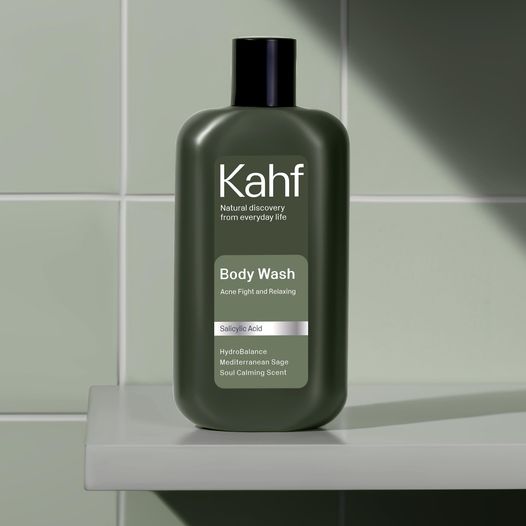 Kahf
Natural discovery
from everyday life
Body Wash
Acne Fight and Relaxing
Salicylic Acid
HydroBalance
Mediterranean Sage
Soul Calming Scent